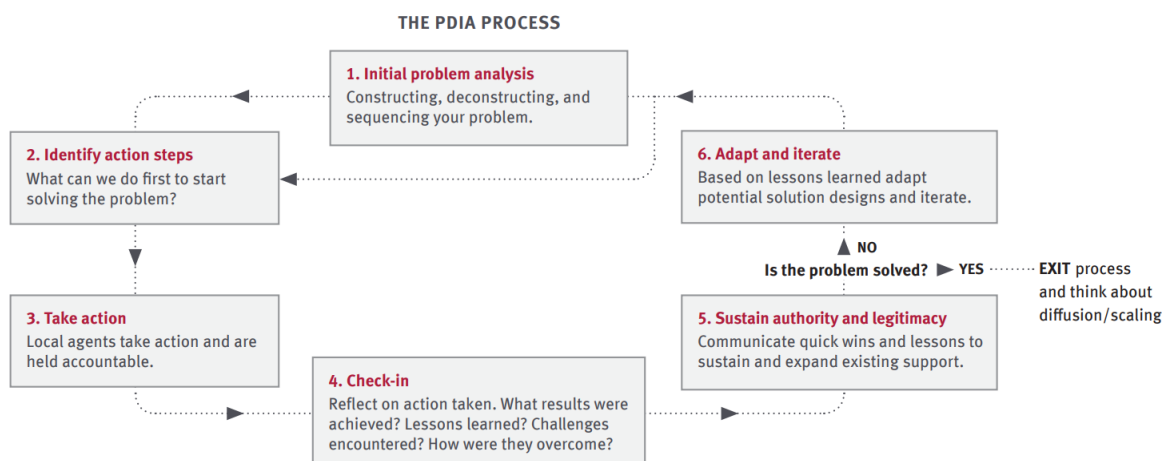 THE PDIA PROCESS
1. Initial problem analysis
Constructing, deconstructing, and
sequencing your problem.
2. Identify action steps
What can we do first to start
solving the problem?
3. Take action
Local agents take action and are
held accountable.
4. Check-in
Reflect on action taken. What results were
achieved? Lessons learned? Challenges
encountered? How were they overcome?
5. Sustain authority and legitimacy
Communicate quick wins and lessons to
sustain and expand existing support.
Is the problem solved?
YES
EXIT process
and think about
diffusion/scaling
NO
6. Adapt and iterate
Based on lessons learned adapt
potential solution designs and iterate.